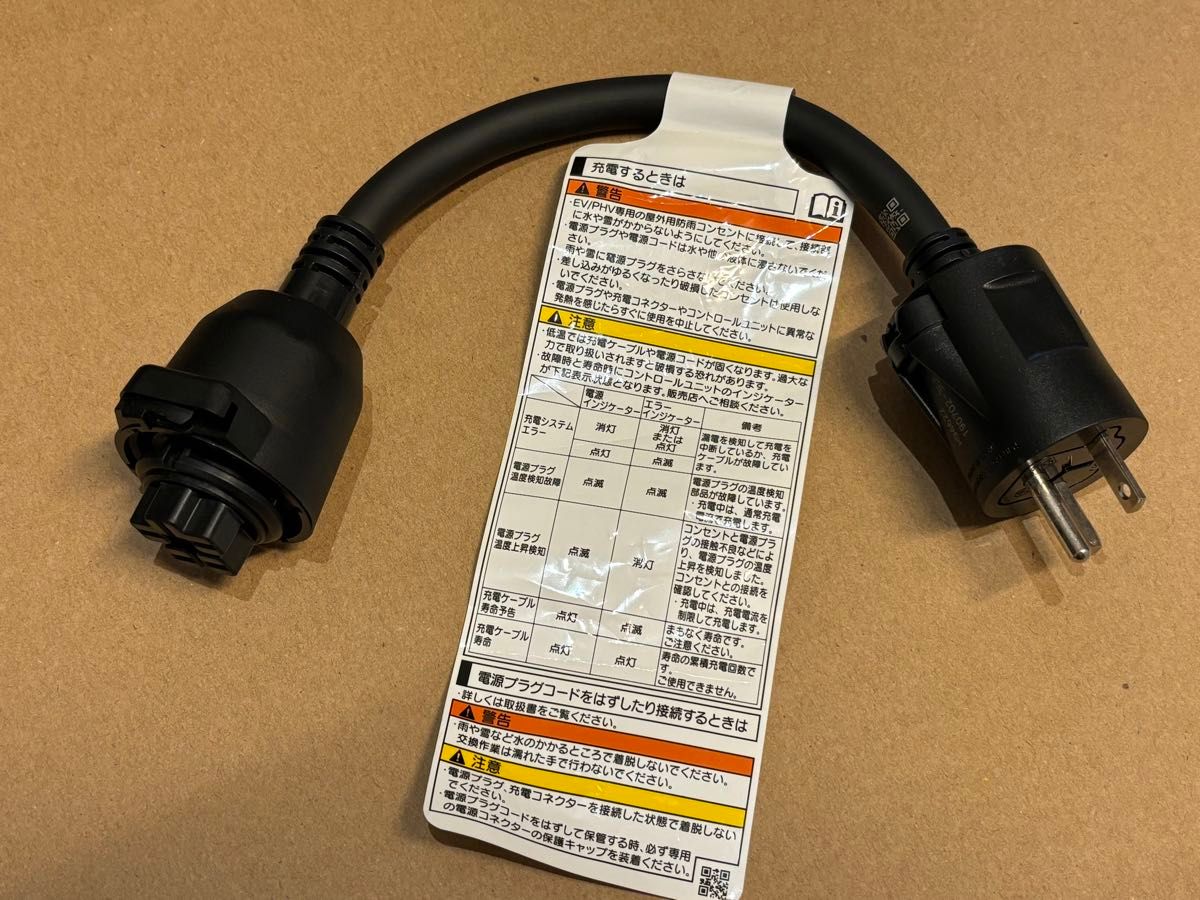 充電するときは
警告
・EV/PHV専用の屋外用防雨コンセントに接続して、接続部
に水や雪がかからないようにしてください。
・電源プラグや電源コードは水や他 液体に濡さないでくだ
さい。
雨や雪に電源プラグをさらさな ください。
・差し込みがゆるくなったり破損したコンセントは使用しな
いでください。
・電源プラグや充電コネクターやコントロールユニットに異常な
発熱を感じたらすぐに使用を中止してください。
注意
・低温では充電ケーブルや電源コードが固くなります。過大な
力で取り扱いされますと破損する恐れがあります。
・故障時と寿命時にコントロールユニットのインジケーター
が下記表示状態となります。販売店へご相談ください。
電源
インジケーター
エラー
インジケーター
備考
充電システム
エラー
消灯
消灯
または
点灯
点灯
点滅
漏電を検知して充電を
中断しているか、充電
ケーブルが故障してい
ます。
電源プラグ
温度検知故障
点滅
点滅
電源プラグの温度検知
部品が故障しています。
・充電中は、通常充電
電流で充電します。
電源プラグ
温度上昇検知
点滅
消灯
コンセントと電源プラ
グの接触不良などによ
り、電源プラグの温度
上昇を検知しました。
コンセントとの接続を
確認してください。
・充電中は、充電電流を
制限して充電します。
充電ケーブル
寿命予告
点灯
点滅
まもなく寿命です。
ご注意ください。
充電ケーブル
寿命
点灯
点灯
寿命の累積充電回数で
す。
ご使用できません。
電源プラグコードをはずしたり接続するときは
・詳しくは取扱書をご覧ください。
警告
・雨や雪など水のかかるところで着脱しないでください。
交換作業は濡れた手で行わないでください。
注意
・電源プラグ、充電コネクターを接続した状態で着脱しない
でください。
・電源プラグコードをはずして保管する時、必ず専用
の電源コネクターの保護キャップを装着ください。